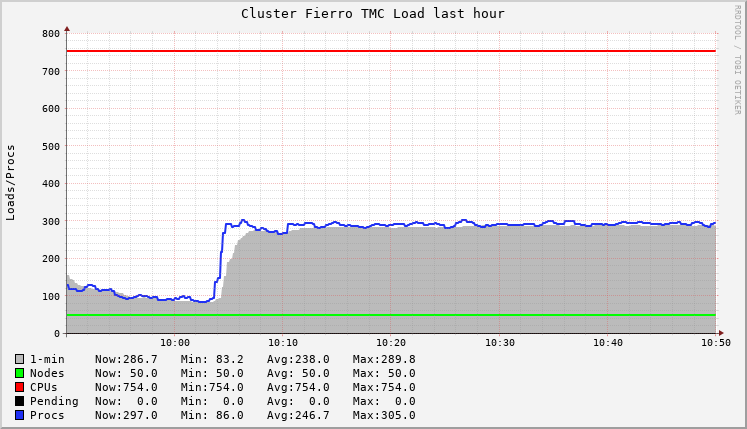 Cluster Fierro TMC Load last hour
RRDTOOL / TOBI OETIKER
Loads/Procs
800
700
600
500
400
300
200
100
0
10:00 10:10 10:20 10:30 10:40 10:50
1-min Now:286.7 Min: 83.2 Avg:238.0 Max:289.8
Nodes Now: 50.0 Min: 50.0 Avg: 50.0 Max: 50.0
CPUs Now:754.0 Min:754.0 Avg:754.0 Max:754.0
Pending Now: 0.0 Min: 0.0 Avg: 0.0 Max: 0.0
Procs Now:297.0 Min: 86.0 Avg:246.7 Max:305.0